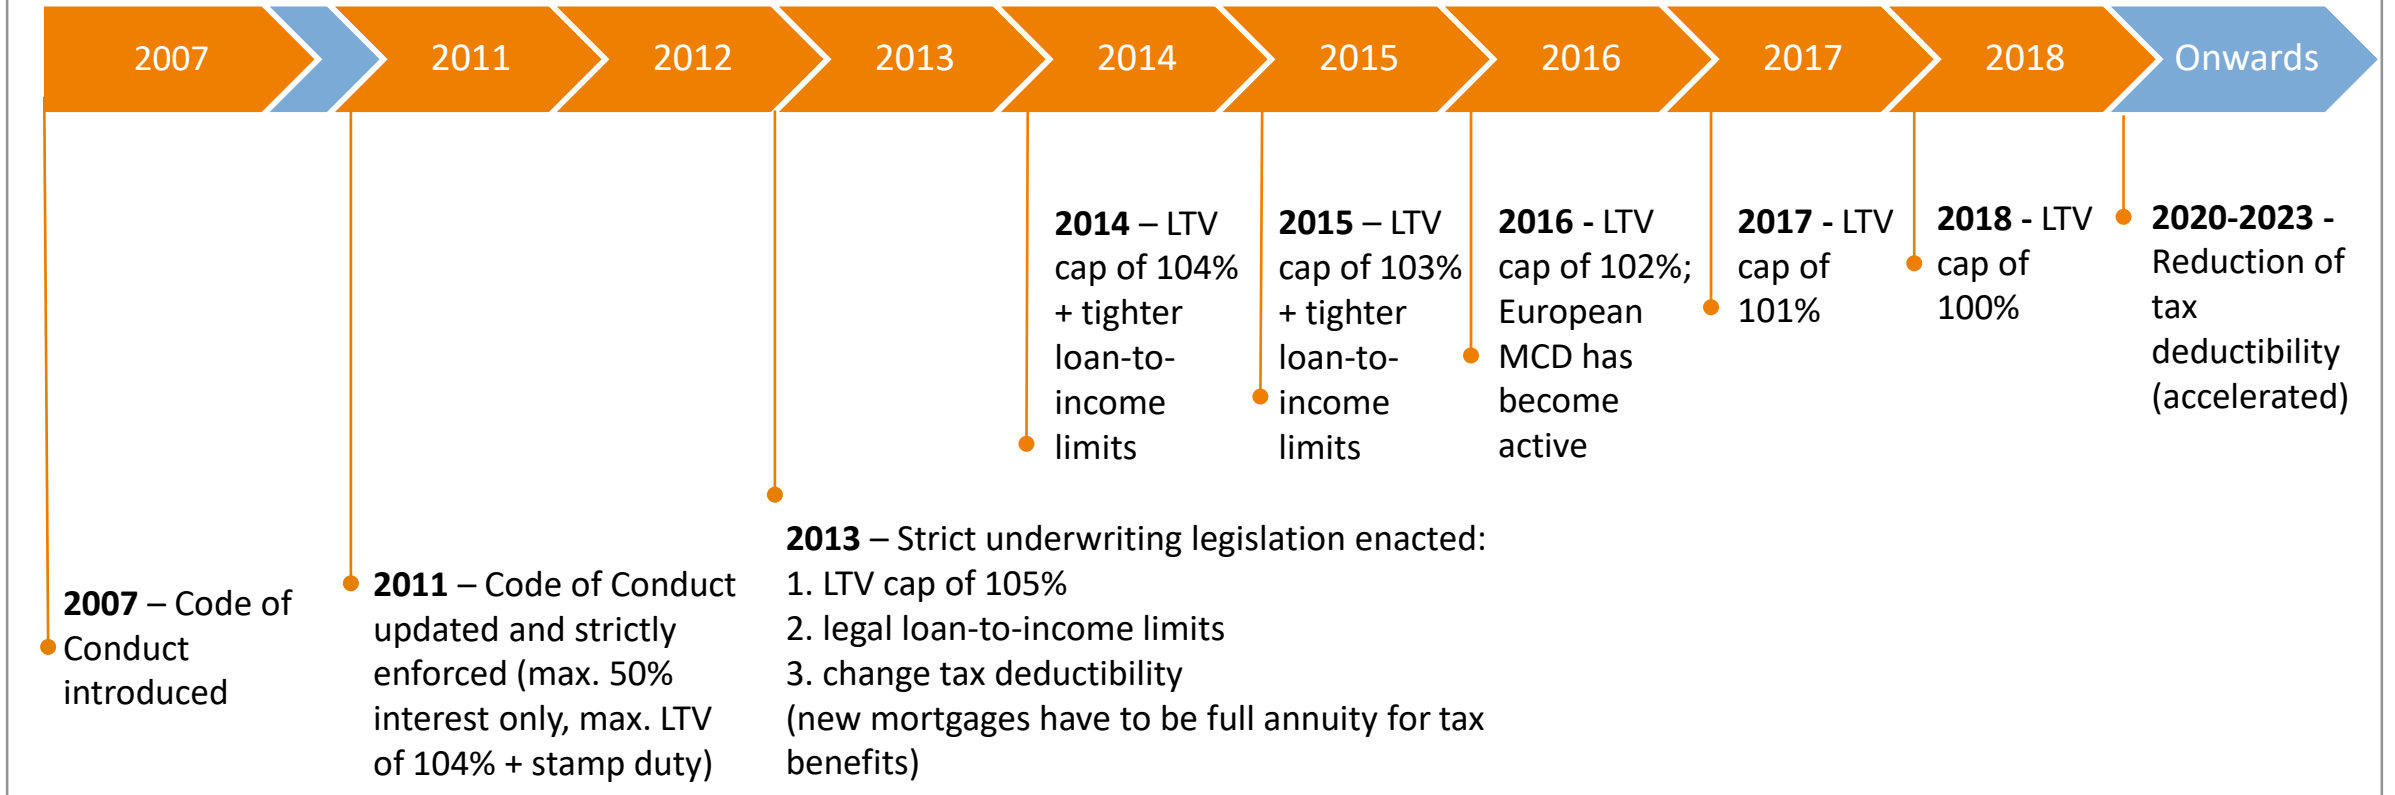 2007
2011
2012
2013
2014
2015
2016
2017
2018
Onwards
2007 – Code of
Conduct
introduced
2011 – Code of Conduct
updated and strictly
enforced (max. 50%
interest only, max. LTV
of 104% + stamp duty)
2013 – Strict underwriting legislation enacted:
1. LTV cap of 105%
2. legal loan-to-income limits
3. change tax deductibility
(new mortgages have to be full annuity for tax
benefits)
2014 – LTV
cap of 104%
+ tighter
loan-to-
income
limits
2015 – LTV
cap of 103%
+ tighter
loan-to-
income
limits
2016 - LTV
cap of 102%;
European
MCD has
become
active
2017 - LTV
cap of
101%
2018 - LTV
cap of
100%
2020-2023 -
Reduction of
tax
deductibility
(accelerated)